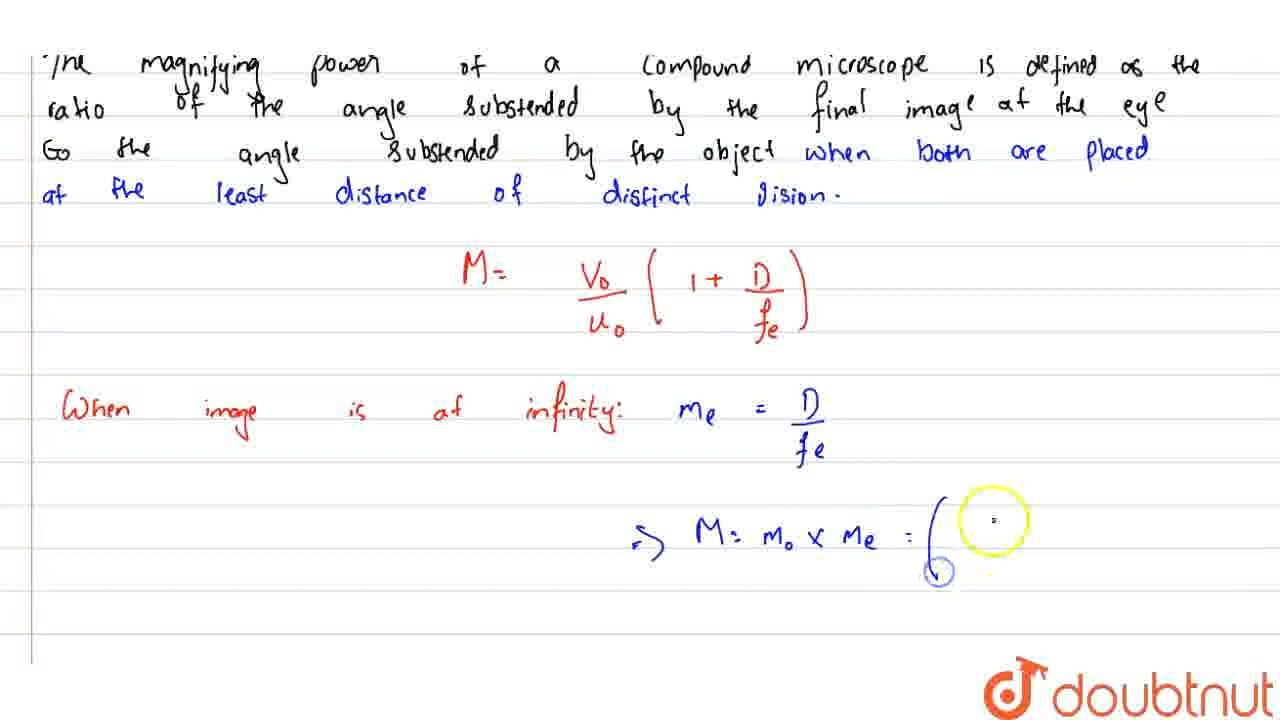 The magnifying power of a compound microscope is defined as the
ratio of the angle substended by the final image at the eye
to the angle substended by the object when both are placed
at the least distance of distinct vision.
M= V₀/u₀ ( 1 + D/fe )
When image is at infinity: me = D/fe
⇒ M= m₀ × me = (
doubtnut